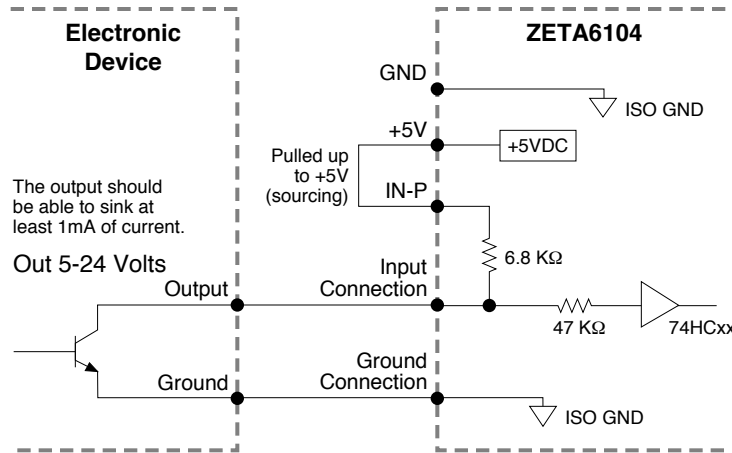 Electronic
Device
ZETA6104
GND
ISO GND
+5V
+5VDC
Pulled up
to +5V
(sourcing)
IN-P
The output should
be able to sink at
least 1mA of current.
Out 5-24 Volts
6.8 KΩ
Output
Input
Connection
47 KΩ
74HCxx
Ground
Ground
Connection
ISO GND